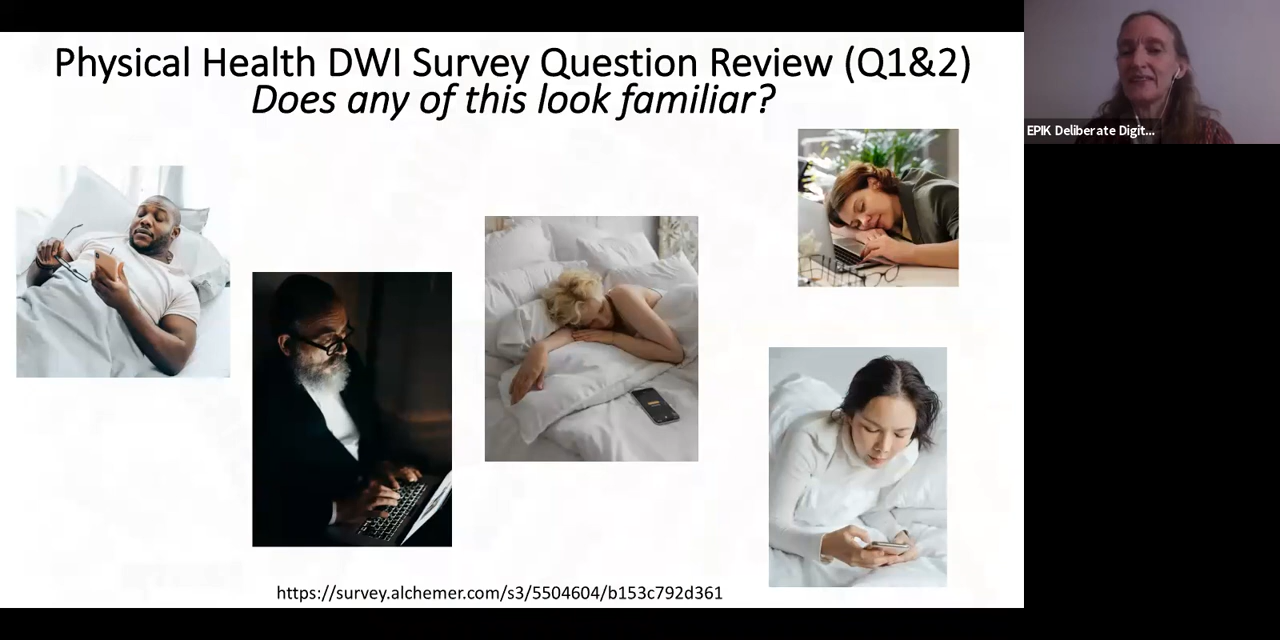 Physical Health DWI Survey Question Review (Q1&2)
Does any of this look familiar?
EPIK Deliberate Digit...
https://survey.alchemer.com/s3/5504604/b153c792d361